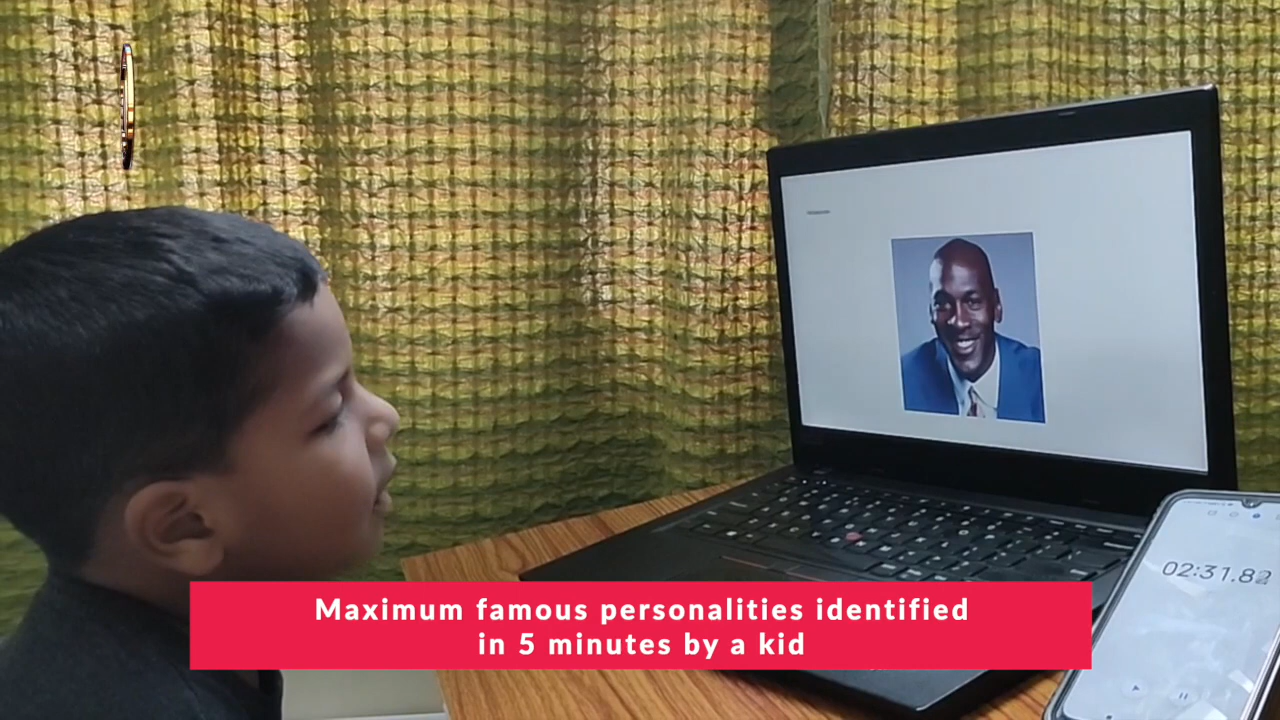 02:31.82
Maximum famous personalities identified
in 5 minutes by a kid